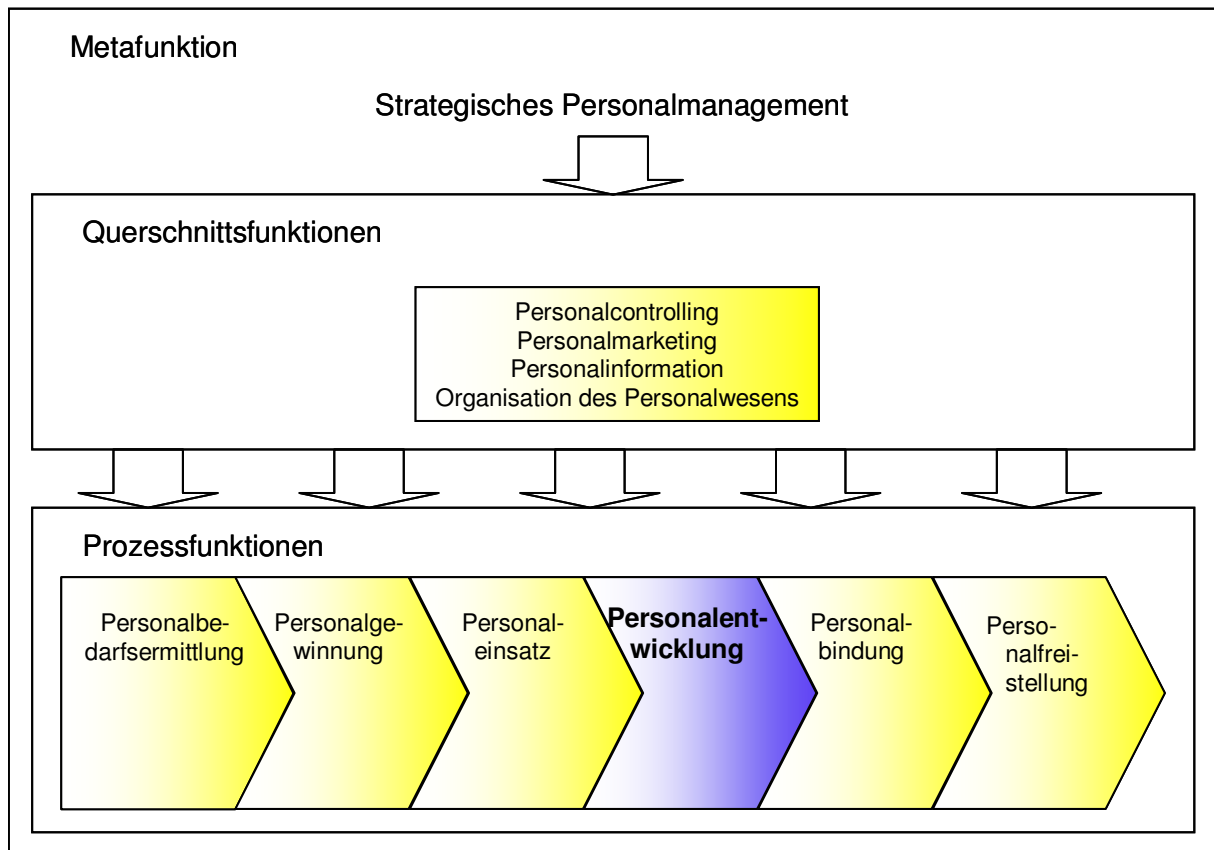 Metafunktion
Strategisches Personalmanagement
Querschnittsfunktionen
Personalcontrolling
Personalmarketing
Personalinformation
Organisation des Personalwesens
Prozessfunktionen
Personalbe-
darfsermittlung
Personalge-
winnung
Personal-
einsatz
Personalent-
wicklung
Personal-
bindung
Perso-
nalfrei-
stellung